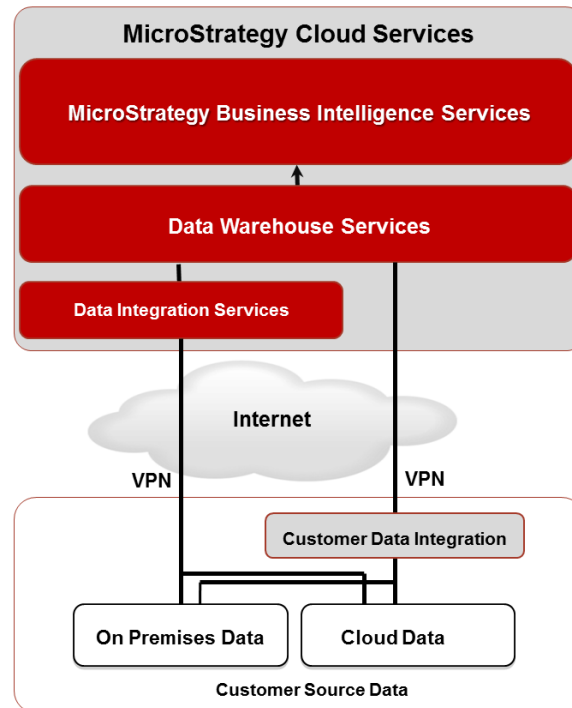 MicroStrategy Cloud Services
MicroStrategy Business Intelligence Services
Data Warehouse Services
Data Integration Services
Internet
VPN
VPN
Customer Data Integration
On Premises Data
Cloud Data
Customer Source Data